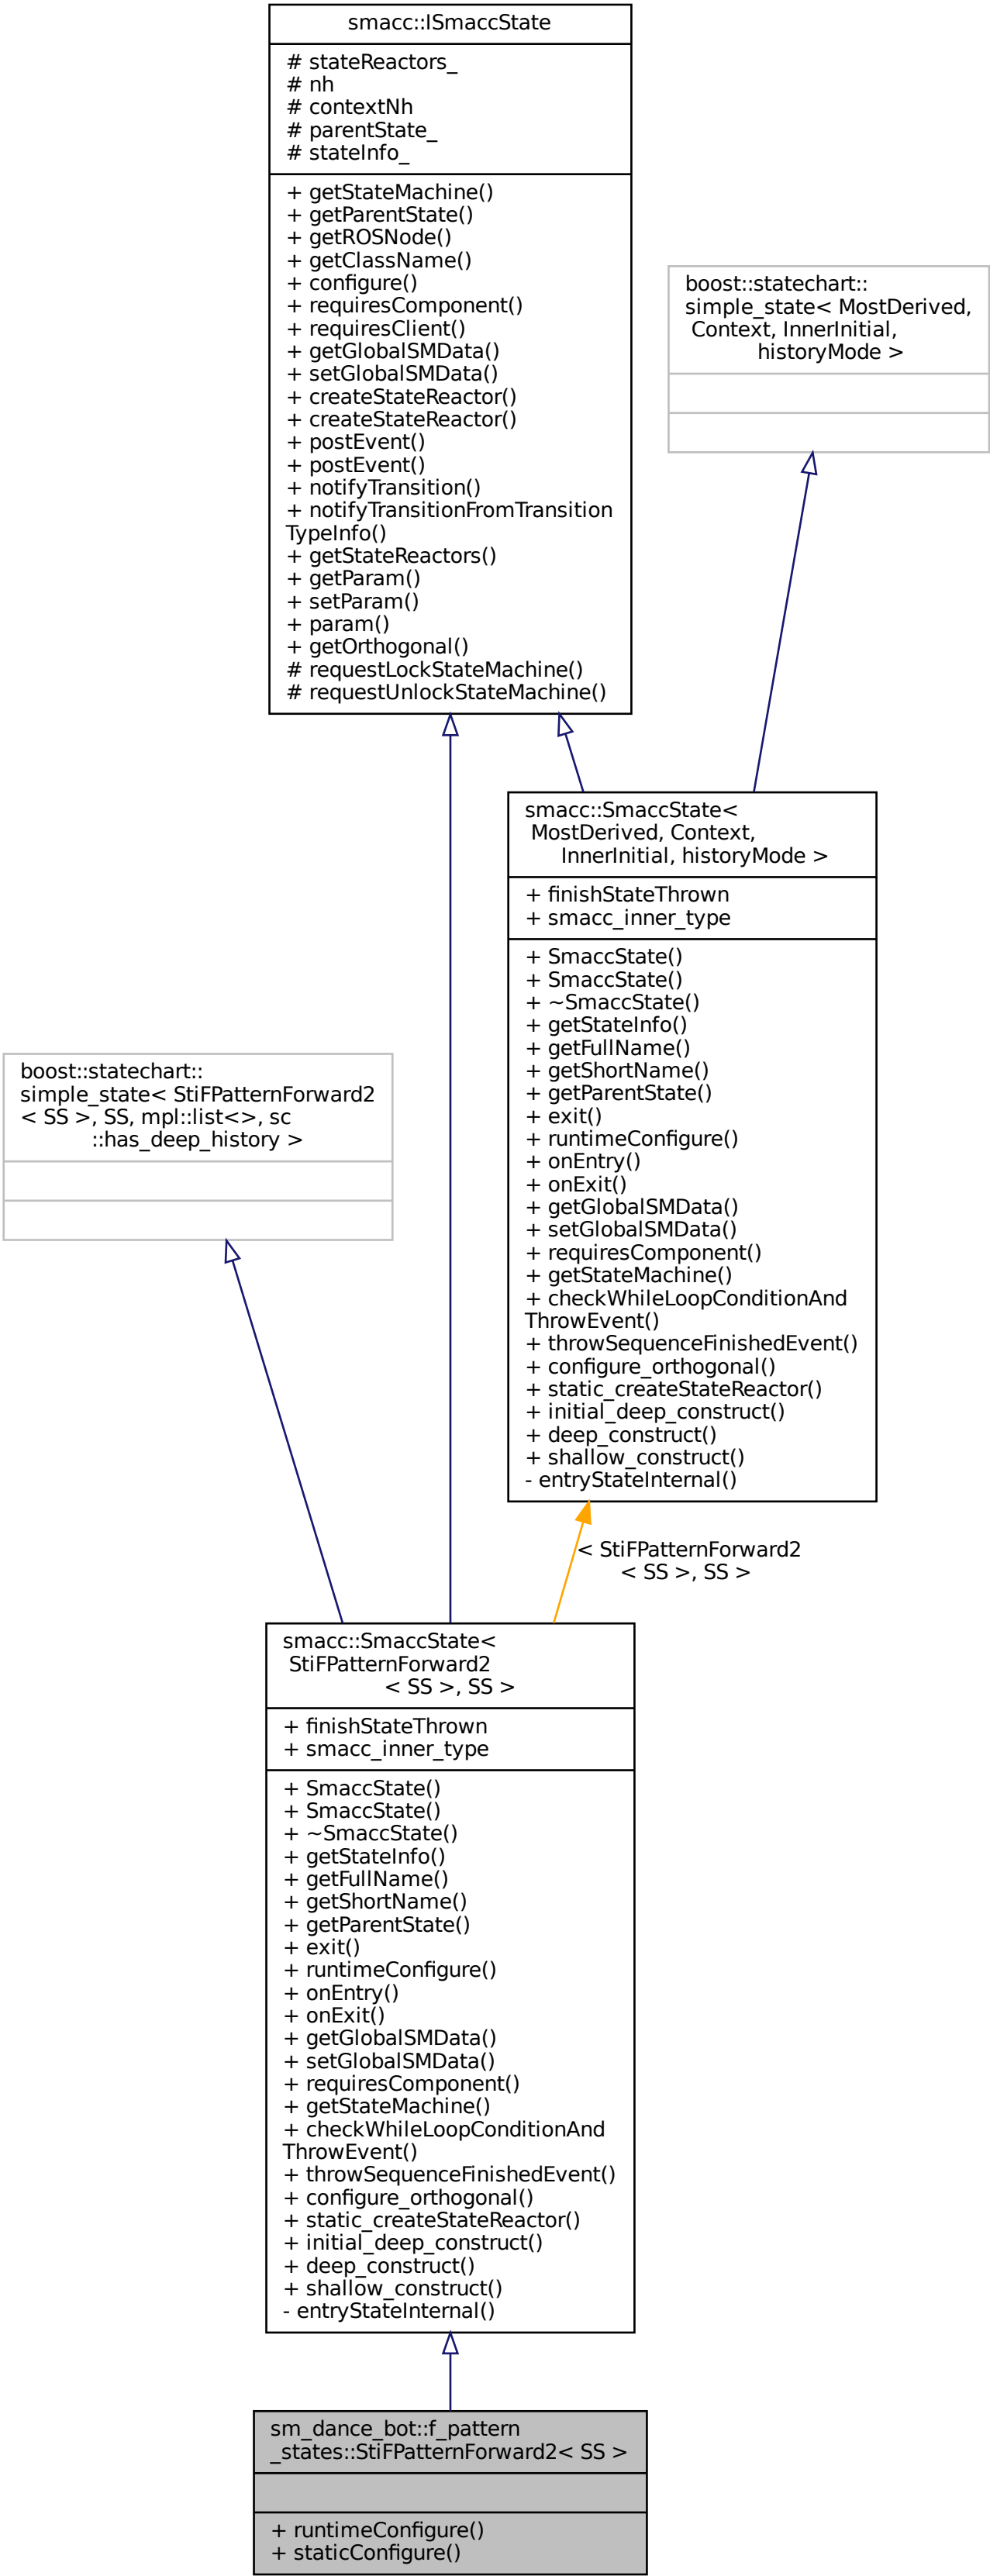 smacc::ISmaccState
# stateReactors_
# nh
# contextNh
# parentState_
# stateInfo_
+ getStateMachine()
+ getParentState()
+ getROSNode()
+ getClassName()
+ configure()
+ requiresComponent()
+ requiresClient()
+ getGlobalSMData()
+ setGlobalSMData()
+ createStateReactor()
+ createStateReactor()
+ postEvent()
+ postEvent()
+ notifyTransition()
+ notifyTransitionFromTransition
TypeInfo()
+ getStateReactors()
+ getParam()
+ setParam()
+ param()
+ getOrthogonal()
# requestLockStateMachine()
# requestUnlockStateMachine()
boost::statechart::
simple_state< MostDerived,
Context, InnerInitial,
historyMode >
smacc::SmaccState<
MostDerived, Context,
InnerInitial, historyMode >
+ finishStateThrown
+ smacc_inner_type
+ SmaccState()
+ SmaccState()
+ ~SmaccState()
+ getStateInfo()
+ getFullName()
+ getShortName()
+ getParentState()
+ exit()
+ runtimeConfigure()
+ onEntry()
+ onExit()
+ getGlobalSMData()
+ setGlobalSMData()
+ requiresComponent()
+ getStateMachine()
+ checkWhileLoopConditionAnd
ThrowEvent()
+ throwSequenceFinishedEvent()
+ configure_orthogonal()
+ static_createStateReactor()
+ initial_deep_construct()
+ deep_construct()
+ shallow_construct()
- entryStateInternal()
boost::statechart::
simple_state< StiFPatternForward2
< SS >, SS, mpl::list<>, sc
::has_deep_history >
< StiFPatternForward2
< SS >, SS >
smacc::SmaccState<
StiFPatternForward2
< SS >, SS >
+ finishStateThrown
+ smacc_inner_type
+ SmaccState()
+ SmaccState()
+ ~SmaccState()
+ getStateInfo()
+ getFullName()
+ getShortName()
+ getParentState()
+ exit()
+ runtimeConfigure()
+ onEntry()
+ onExit()
+ getGlobalSMData()
+ setGlobalSMData()
+ requiresComponent()
+ getStateMachine()
+ checkWhileLoopConditionAnd
ThrowEvent()
+ throwSequenceFinishedEvent()
+ configure_orthogonal()
+ static_createStateReactor()
+ initial_deep_construct()
+ deep_construct()
+ shallow_construct()
- entryStateInternal()
sm_dance_bot::f_pattern
_states::StiFPatternForward2< SS >
+ runtimeConfigure()
+ staticConfigure()